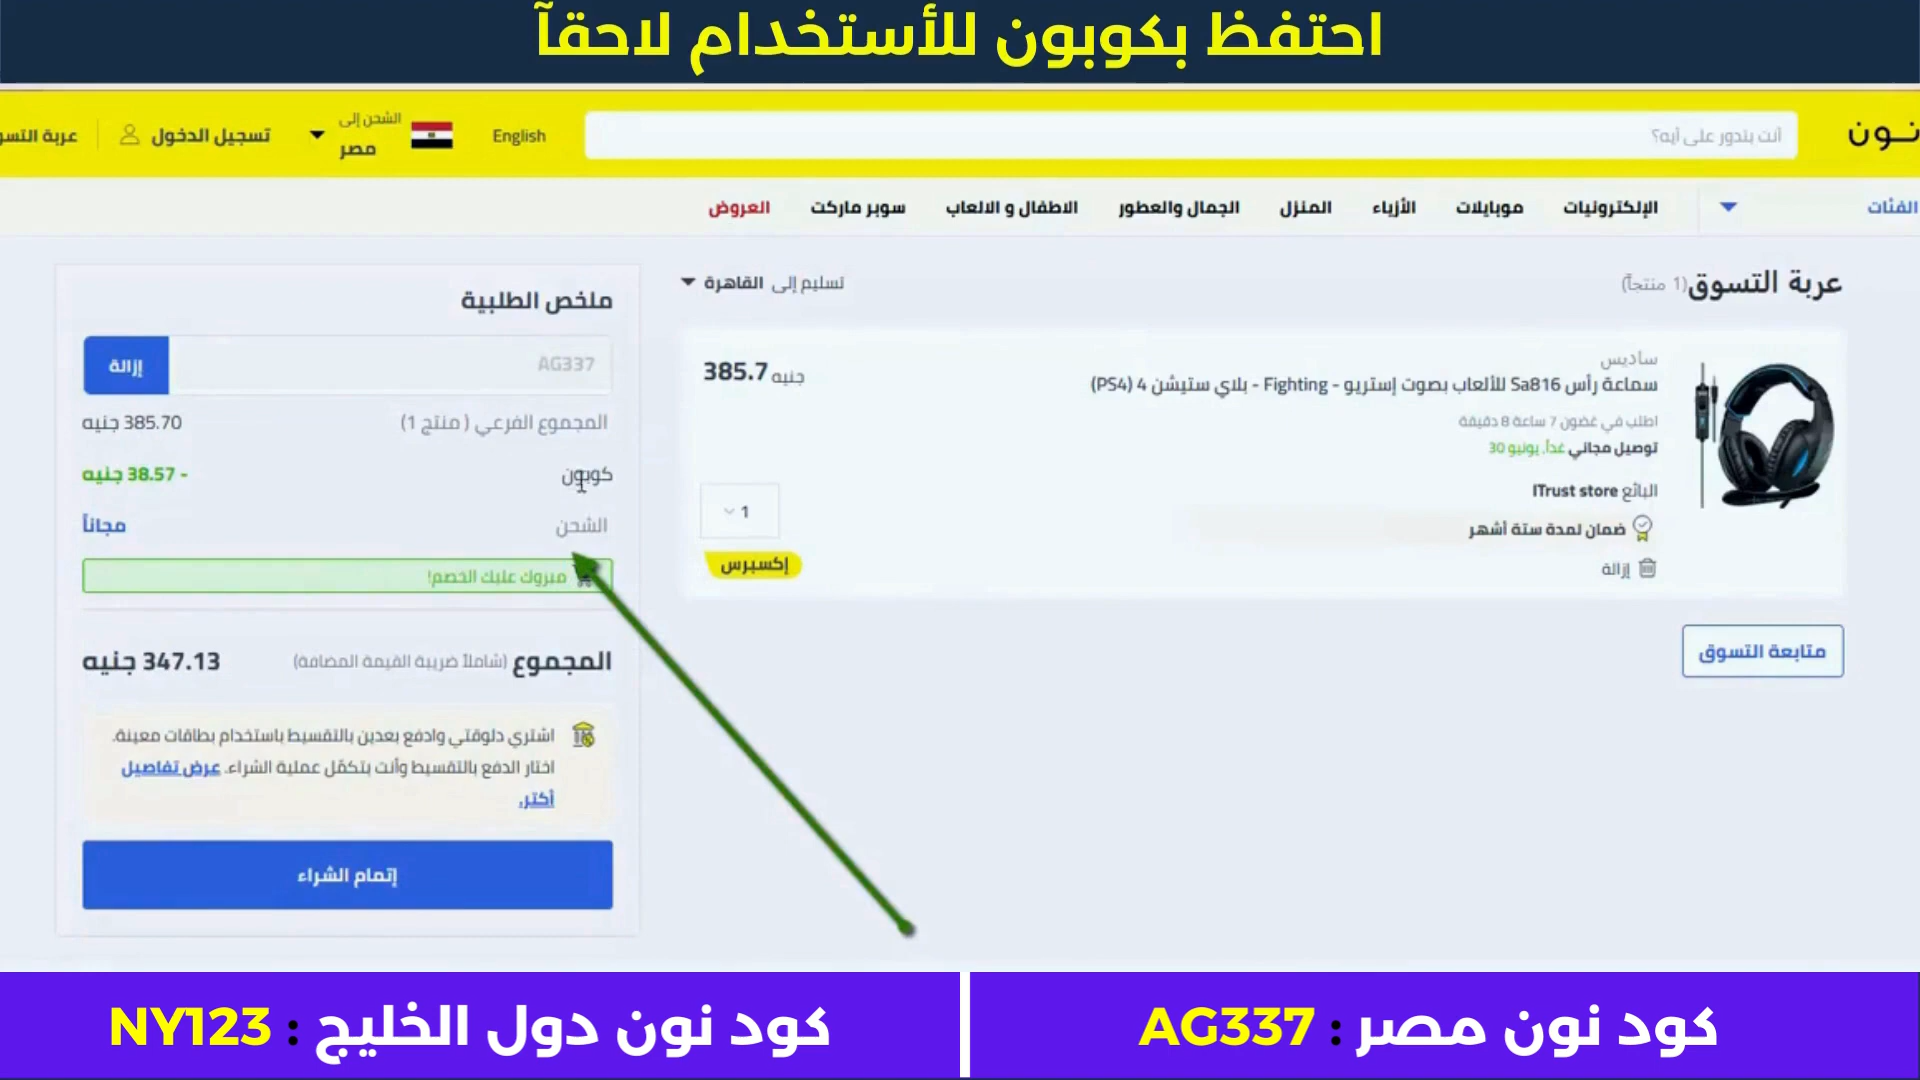 احتفظ بكوبون للأستخدام لاحقآ
نون
أنت بتدور على أيه؟
English
الشحن إلى
مصر
تسجيل الدخول
الفئات
الإلكترونيات
موبايلات
الأزياء
المنزل
الجمال والعطور
الاطفال و الالعاب
سوبر ماركت
العروض
عربة التسوق (1 منتجاً)
تسليم إلى القاهرة
ساديس
سماعة رأس Sa816 للألعاب بصوت إستريو - Fighting - بلاي ستيشن 4 (PS4)
385.7 جنيه
اطلب في غضون 7 ساعة 8 دقيقة
توصيل مجاني غداً, يونيو 30
البائع ITrust store
ضمان لمدة ستة أشهر
إزالة
1
إكسبرس
متابعة التسوق
ملخص الطلبية
AG337
إزالة
المجموع الفرعي ( منتج 1) 385.70 جنيه
كوبون - 38.57 جنيه
الشحن مجاناً
مبروك عليك الخصم!
المجموع (شاملاً ضريبة القيمة المضافة) 347.13 جنيه
اشتري دلوقتي وادفع بعدين بالتقسيط باستخدام بطاقات معينة.
اختار الدفع بالتقسيط وأنت بتكمّل عملية الشراء. عرض تفاصيل
أكتر.
إتمام الشراء
كود نون مصر : AG337
كود نون دول الخليج : NY123